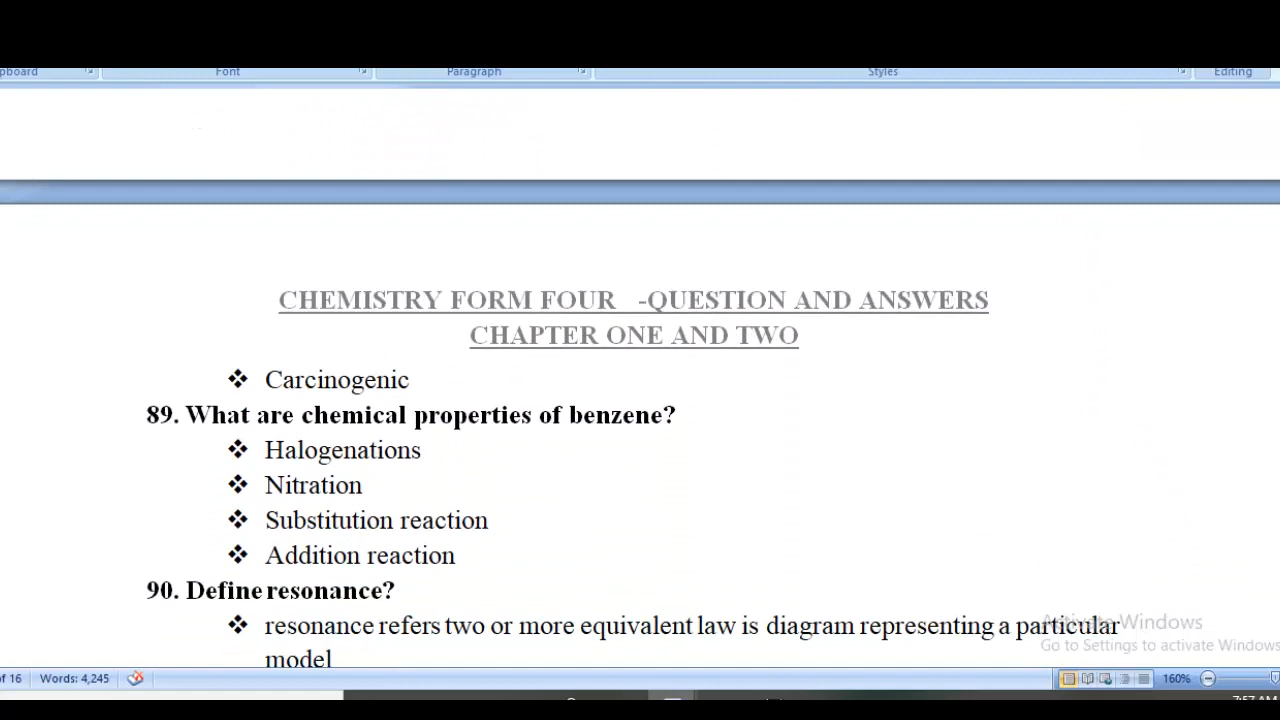 pboard Font Paragraph Styles Editing
CHEMISTRY FORM FOUR -QUESTION AND ANSWERS
CHAPTER ONE AND TWO
❖ Carcinogenic
89. What are chemical properties of benzene?
❖ Halogenations
❖ Nitration
❖ Substitution reaction
❖ Addition reaction
90. Define resonance?
❖ resonance refers two or more equivalent law is diagram representing a particular
model
Activate Windows
Go to Settings to activate Windows
of 16 Words: 4,245 160%
7:57 AM